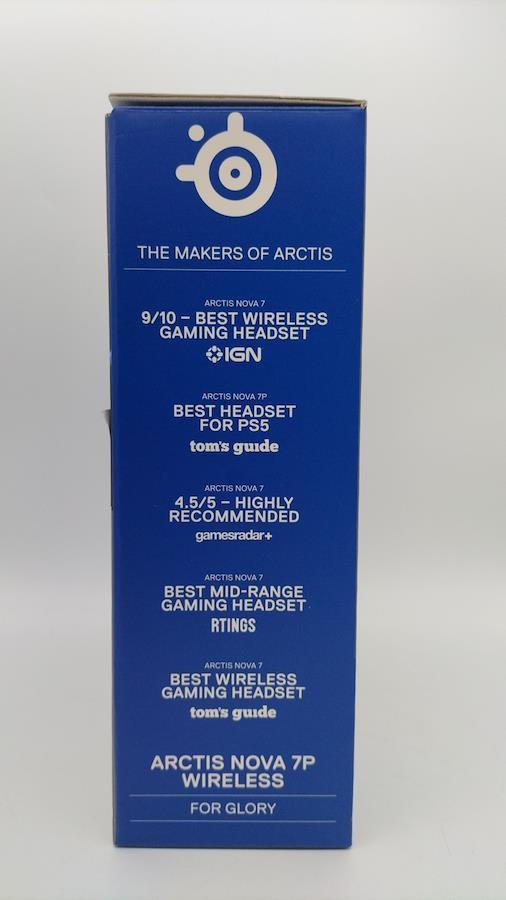 THE MAKERS OF ARCTIS
ARCTIS NOVA 7
9/10 – BEST WIRELESS
GAMING HEADSET
IGN
ARCTIS NOVA 7P
BEST HEADSET
FOR PS5
tom's guide
ARCTIS NOVA 7
4.5/5 – HIGHLY
RECOMMENDED
gamesradar+
ARCTIS NOVA 7
BEST MID-RANGE
GAMING HEADSET
RTINGS
ARCTIS NOVA 7
BEST WIRELESS
GAMING HEADSET
tom's guide
ARCTIS NOVA 7P
WIRELESS
FOR GLORY